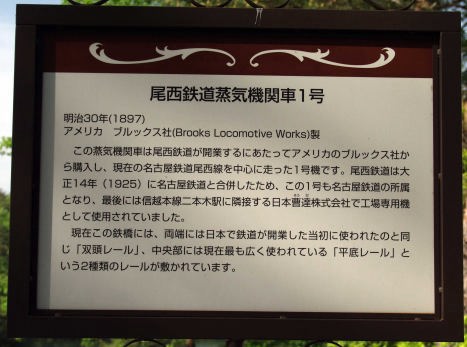 尾西鉄道蒸気機関車1号
明治30年(1897)
アメリカ　ブルックス社(Brooks Locomotive Works)製
　この蒸気機関車は尾西鉄道が開業するにあたってアメリカのブルックス社か
ら購入し、現在の名古屋鉄道尾西線を中心に走った1号機です。尾西鉄道は大
正14年（1925）に名古屋鉄道と合併したため、この1号も名古屋鉄道の所属
となり、最後には信越本線二本木駅に隣接する日本曹達株式会社で工場専用機
として使用されていました。
　現在この鉄橋には、両端には日本で鉄道が開業した当初に使われたのと同
じ「双頭レール」、中央部には現在最も広く使われている「平底レール」と
いう2種類のレールが敷かれています。